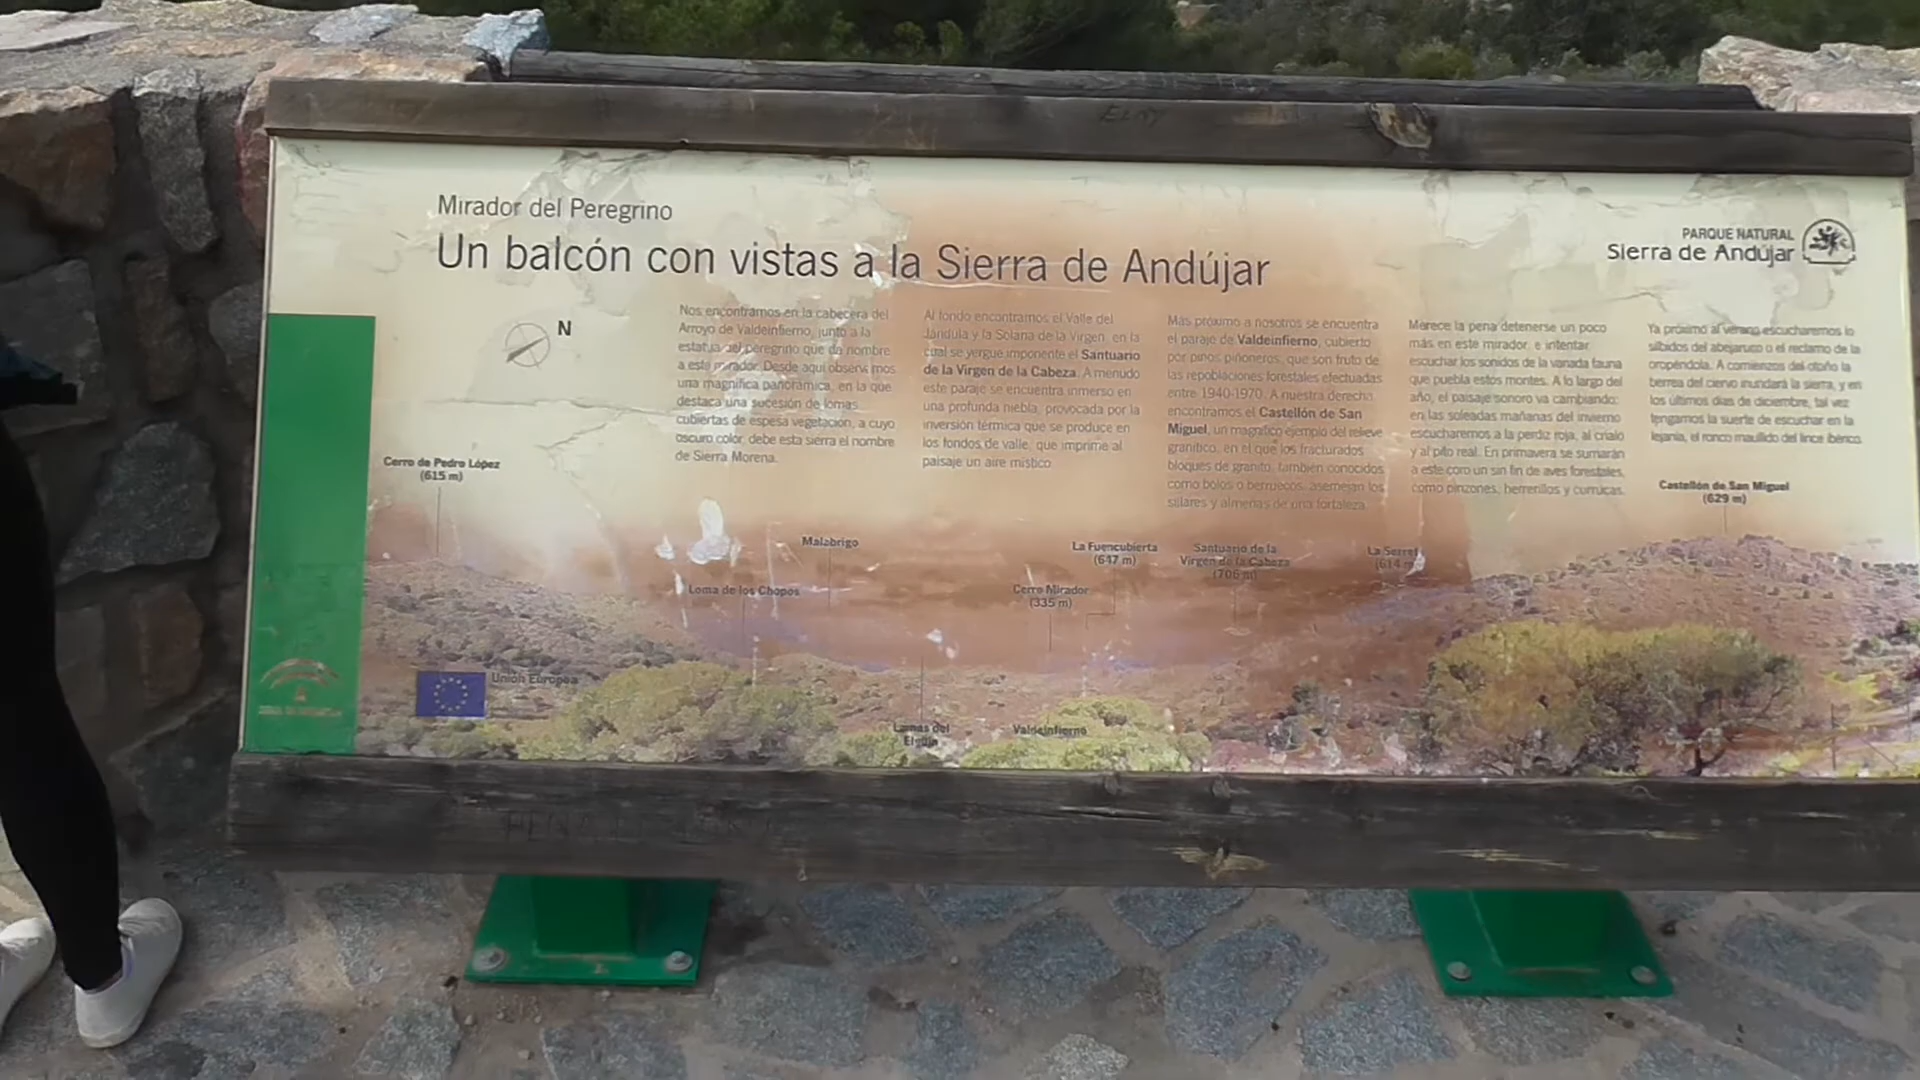 Mirador del Peregrino
Un balcón con vistas a la Sierra de Andújar
PARQUE NATURAL
Sierra de Andújar
N
Nos encontramos en la cabecera del
Arroyo de Valdeinfierno, junto a la
estatua del peregrino que da nombre
a este mirador. Desde aquí observamos
una magnífica panorámica, en la que
destaca una sucesión de lomas
cubiertas de espesa vegetación, a cuyo
oscuro color, debe esta sierra el nombre
de Sierra Morena.
Al fondo encontramos el Valle del
Jándula y la Solana de la Virgen, en la
cual se yergue imponente el Santuario
de la Virgen de la Cabeza. A menudo
este paraje se encuentra inmerso en
una profunda niebla, provocada por la
inversión térmica que se produce en
los fondos de valle, que imprime al
paisaje un aire místico.
Más próximo a nosotros se encuentra
el paraje de Valdeinfierno, cubierto
por pinos piñoneros, que son fruto de
las repoblaciones forestales efectuadas
entre 1940-1970. A nuestra derecha
encontramos el Castellón de San
Miguel, un magnífico ejemplo del relieve
granítico, en el que los fracturados
bloques de granito, también conocidos
como bolos o berruecos, asemejan los
sillares y almenas de una fortaleza.
Merece la pena detenerse un poco
más en este mirador, e intentar
escuchar los sonidos de la variada fauna
que puebla estos montes. A lo largo del
año, el paisaje sonoro va cambiando:
en las soleadas mañanas del invierno
escucharemos a la perdiz roja, al críalo
y al pito real. En primavera se sumarán
a este coro un sin fin de aves forestales,
como pinzones, herrerillos y currucas.
Ya próximo al verano escucharemos lo
silbidos del abejaruco o el reclamo de la
oropéndola. A comienzos del otoño la
berrea del ciervo inundará la sierra, y en
los últimos días de diciembre, tal vez
tengamos la suerte de escuchar en la
lejanía, el ronco maullido del lince ibérico.
Cerro de Pedro López
(615 m)
Castellón de San Miguel
(629 m)
Malabrigo
La Fuencubierta
(647 m)
Santuario de la
Virgen de la Cabeza
(706 m)
La Serrel
(614 m)
Loma de los Chopos
Cerro Mirador
(335 m)
Unión Europea
Lomas del
Valdeinfierno